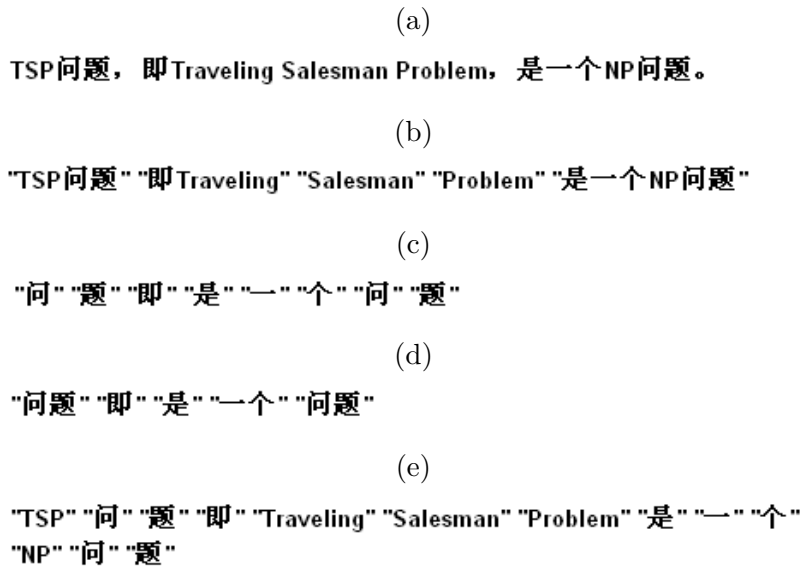 (a)
TSP问题，即Traveling Salesman Problem，是一个NP问题。
(b)
"TSP问题" "即Traveling" "Salesman" "Problem" "是一个NP问题"
(c)
"问" "题" "即" "是" "一" "个" "问" "题"
(d)
"问题" "即" "是" "一个" "问题"
(e)
"TSP" "问" "题" "即" "Traveling" "Salesman" "Problem" "是" "一" "个"
"NP" "问" "题"